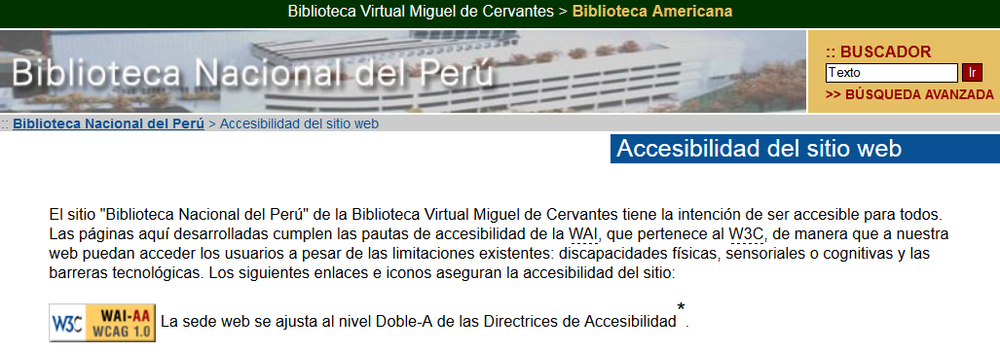 Biblioteca Virtual Miguel de Cervantes > Biblioteca Americana
Biblioteca Nacional del Perú
:: BUSCADOR
Texto Ir
>> BÚSQUEDA AVANZADA
:: Biblioteca Nacional del Perú > Accesibilidad del sitio web
Accesibilidad del sitio web
El sitio "Biblioteca Nacional del Perú" de la Biblioteca Virtual Miguel de Cervantes tiene la intención de ser accesible para todos.
Las páginas aquí desarrolladas cumplen las pautas de accesibilidad de la WAI, que pertenece al W3C, de manera que a nuestra
web puedan acceder los usuarios a pesar de las limitaciones existentes: discapacidades físicas, sensoriales o cognitivas y las
barreras tecnológicas. Los siguientes enlaces e iconos aseguran la accesibilidad del sitio:
W3C WAI-AA
WCAG 1.0
La sede web se ajusta al nivel Doble-A de las Directrices de Accesibilidad*.